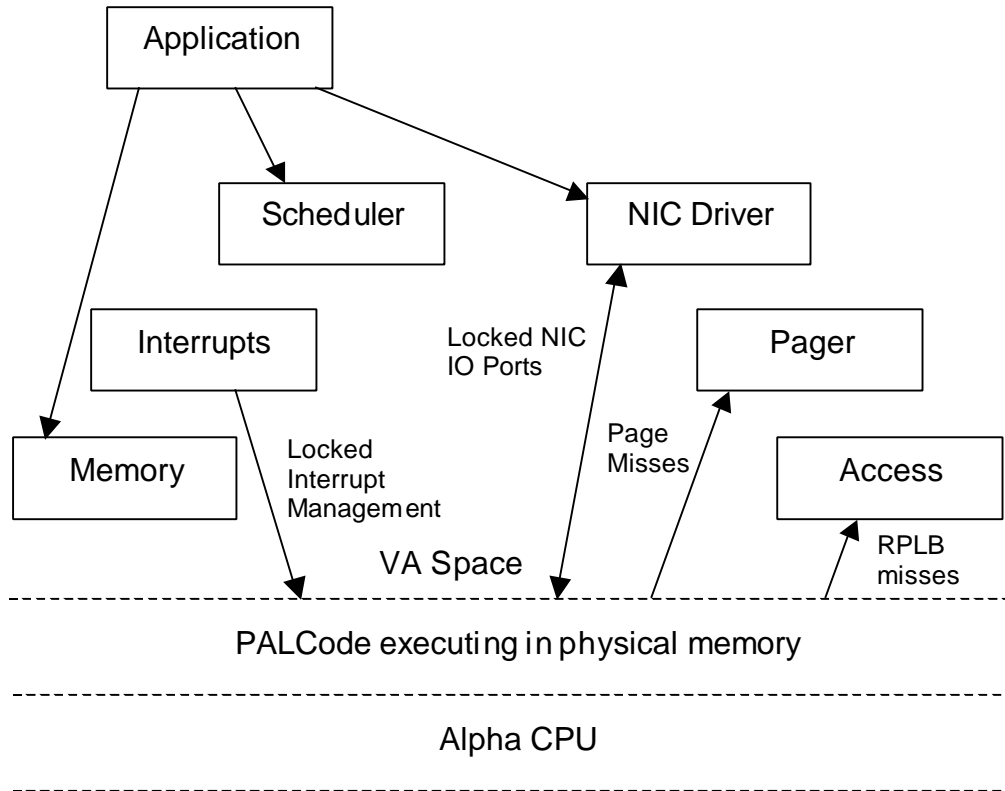 Application
Scheduler
NIC Driver
Interrupts
Locked NIC
IO Ports
Pager
Memory
Locked
Interrupt
Management
Page
Misses
Access
VA Space
RPLB
misses
PALCode executing in physical memory
Alpha CPU